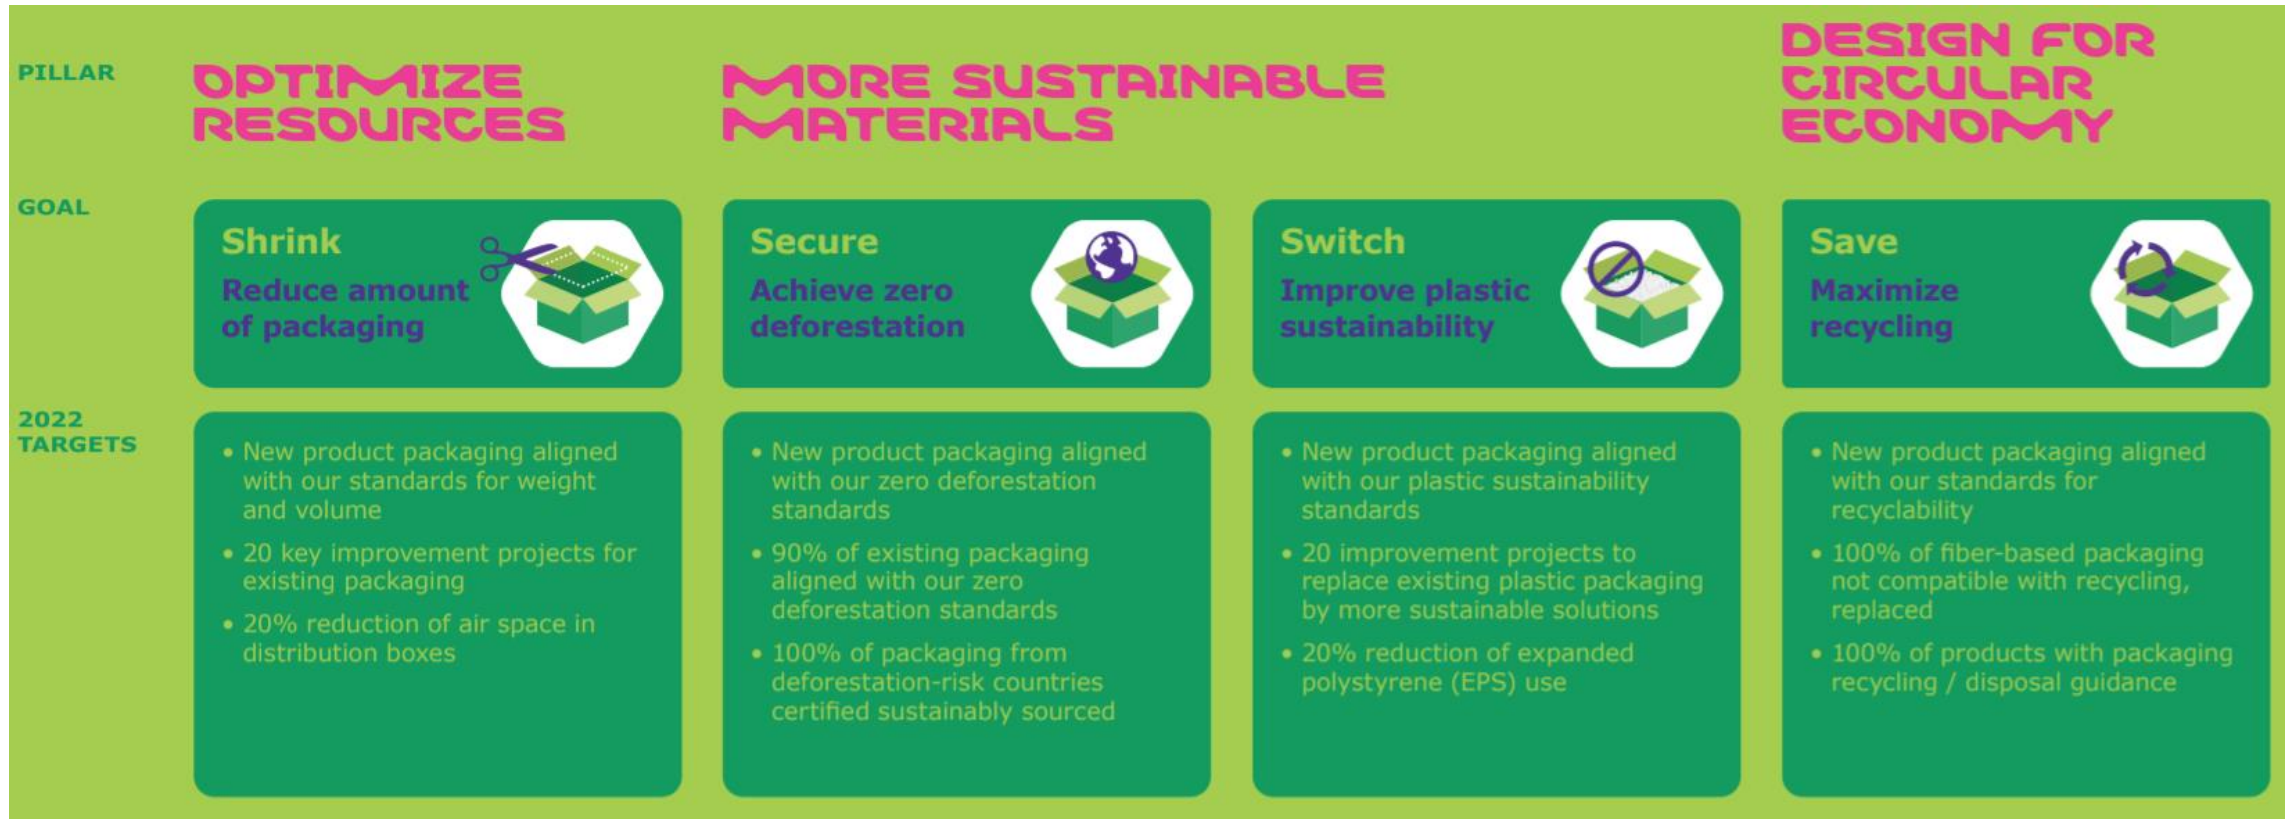 PILLAR
OPTIMIZE
RESOURCES
MORE SUSTAINABLE
MATERIALS
DESIGN FOR
CIRCULAR
ECONOMY
GOAL
Shrink
Reduce amount
of packaging
Secure
Achieve zero
deforestation
Switch
Improve plastic
sustainability
Save
Maximize
recycling
2022
TARGETS
• New product packaging aligned
with our standards for weight
and volume
• 20 key improvement projects for
existing packaging
• 20% reduction of air space in
distribution boxes
• New product packaging aligned
with our zero deforestation
standards
• 90% of existing packaging
aligned with our zero
deforestation standards
• 100% of packaging from
deforestation-risk countries
certified sustainably sourced
• New product packaging aligned
with our plastic sustainability
standards
• 20 improvement projects to
replace existing plastic packaging
by more sustainable solutions
• 20% reduction of expanded
polystyrene (EPS) use
• New product packaging aligned
with our standards for
recyclability
• 100% of fiber-based packaging
not compatible with recycling,
replaced
• 100% of products with packaging
recycling / disposal guidance